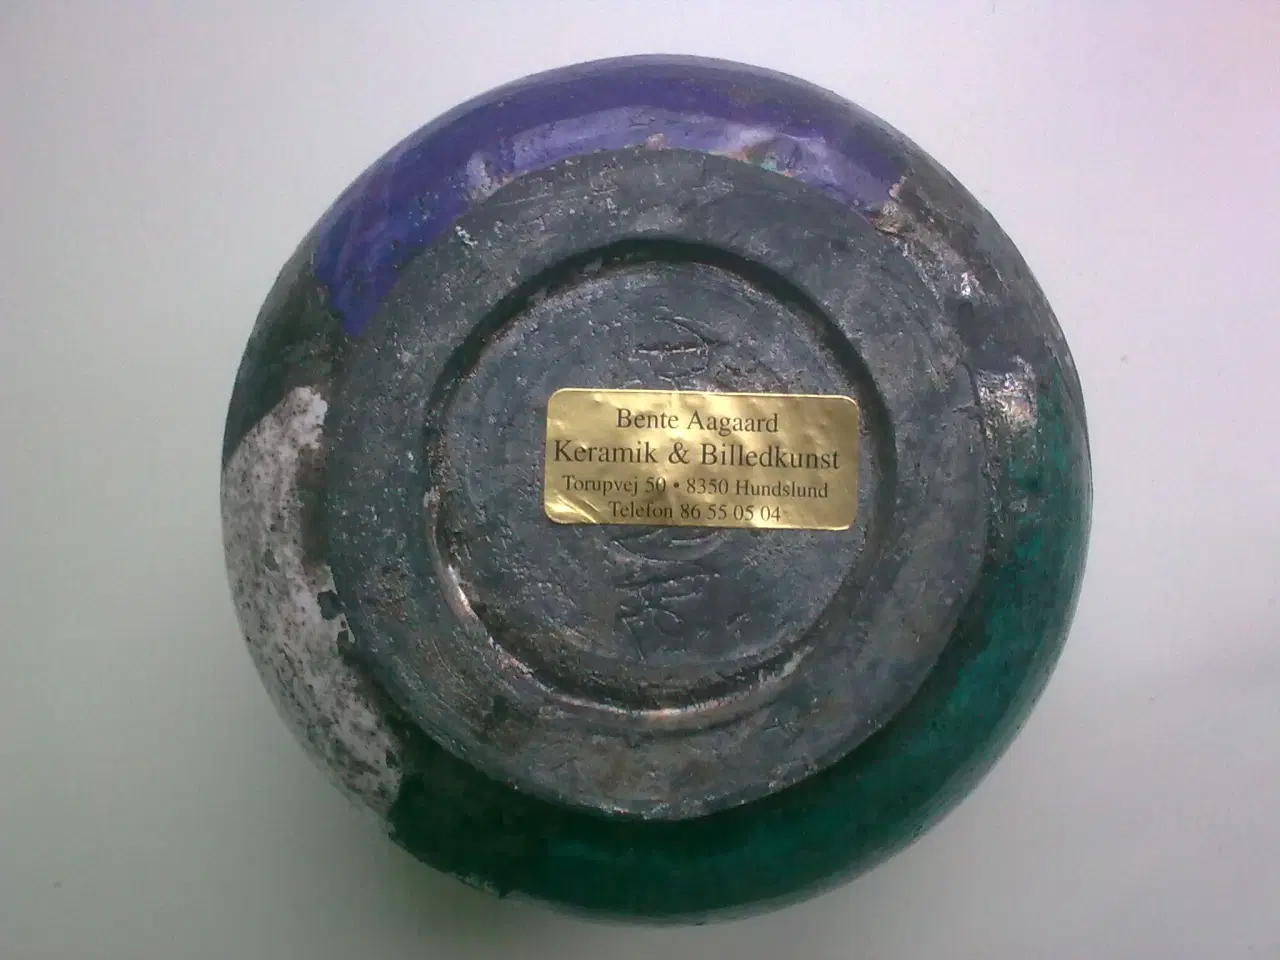 Bente Aagaard
Keramik & Billedkunst
Torupvej 50 • 8350 Hundslund
Telefon 86 55 05 04